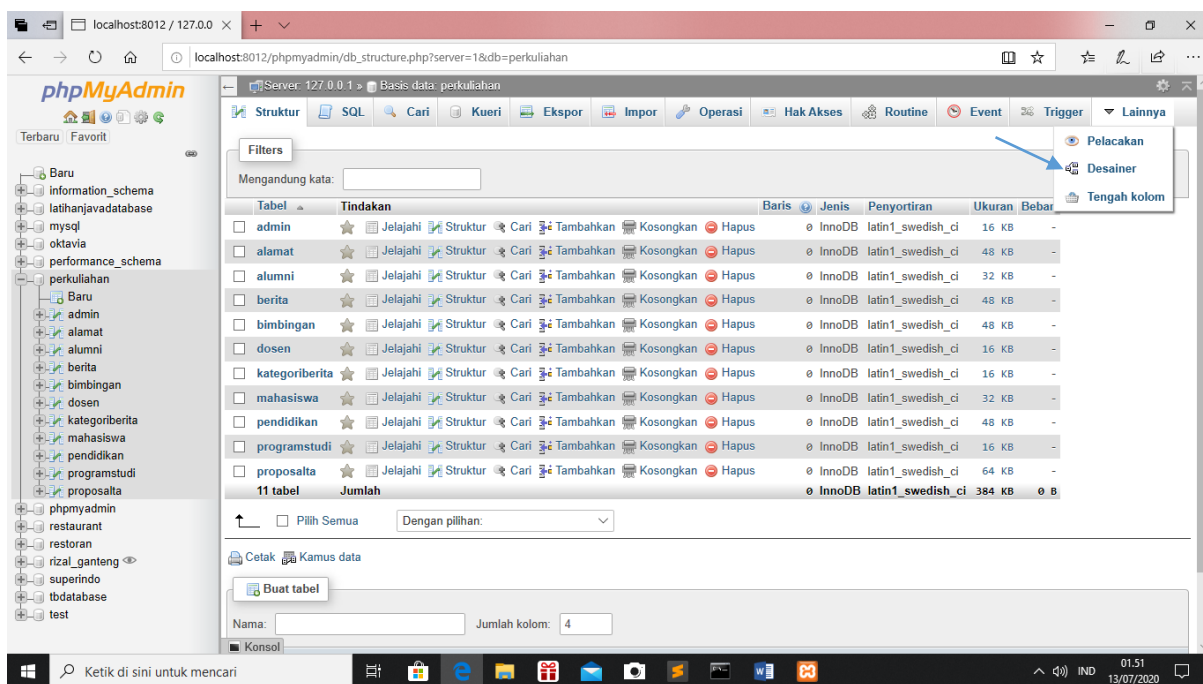 localhost:8012 / 127.0.0
localhost:8012/phpmyadmin/db_structure.php?server=1&db=perkuliahan
phpMyAdmin
Terbaru Favorit
Baru
information_schema
latihanjavadatabase
mysql
oktavia
performance_schema
perkuliahan
Baru
admin
alamat
alumni
berita
bimbingan
dosen
kategoriberita
mahasiswa
pendidikan
programstudi
proposalta
phpmyadmin
restaurant
restoran
rizal_ganteng
superindo
tbdatabase
test
Server: 127.0.0.1 » Basis data: perkuliahan
Struktur SQL Cari Kueri Ekspor Impor Operasi Hak Akses Routine Event Trigger Lainnya
Pelacakan
Desainer
Tengah kolom
Filters
Mengandung kata:
Tabel Tindakan Baris Jenis Penyortiran Ukuran Beban
admin Jelajahi Struktur Cari Tambahkan Kosongkan Hapus 0 InnoDB latin1_swedish_ci 16 KB -
alamat Jelajahi Struktur Cari Tambahkan Kosongkan Hapus 0 InnoDB latin1_swedish_ci 48 KB -
alumni Jelajahi Struktur Cari Tambahkan Kosongkan Hapus 0 InnoDB latin1_swedish_ci 32 KB -
berita Jelajahi Struktur Cari Tambahkan Kosongkan Hapus 0 InnoDB latin1_swedish_ci 48 KB -
bimbingan Jelajahi Struktur Cari Tambahkan Kosongkan Hapus 0 InnoDB latin1_swedish_ci 48 KB -
dosen Jelajahi Struktur Cari Tambahkan Kosongkan Hapus 0 InnoDB latin1_swedish_ci 16 KB -
kategoriberita Jelajahi Struktur Cari Tambahkan Kosongkan Hapus 0 InnoDB latin1_swedish_ci 16 KB -
mahasiswa Jelajahi Struktur Cari Tambahkan Kosongkan Hapus 0 InnoDB latin1_swedish_ci 32 KB -
pendidikan Jelajahi Struktur Cari Tambahkan Kosongkan Hapus 0 InnoDB latin1_swedish_ci 48 KB -
programstudi Jelajahi Struktur Cari Tambahkan Kosongkan Hapus 0 InnoDB latin1_swedish_ci 16 KB -
proposalta Jelajahi Struktur Cari Tambahkan Kosongkan Hapus 0 InnoDB latin1_swedish_ci 64 KB -
11 tabel Jumlah 0 InnoDB latin1_swedish_ci 384 KB 0 B
Pilih Semua Dengan pilihan:
Cetak Kamus data
Buat tabel
Nama: Jumlah kolom: 4
Konsol
Ketik di sini untuk mencari
IND
01.51
13/07/2020